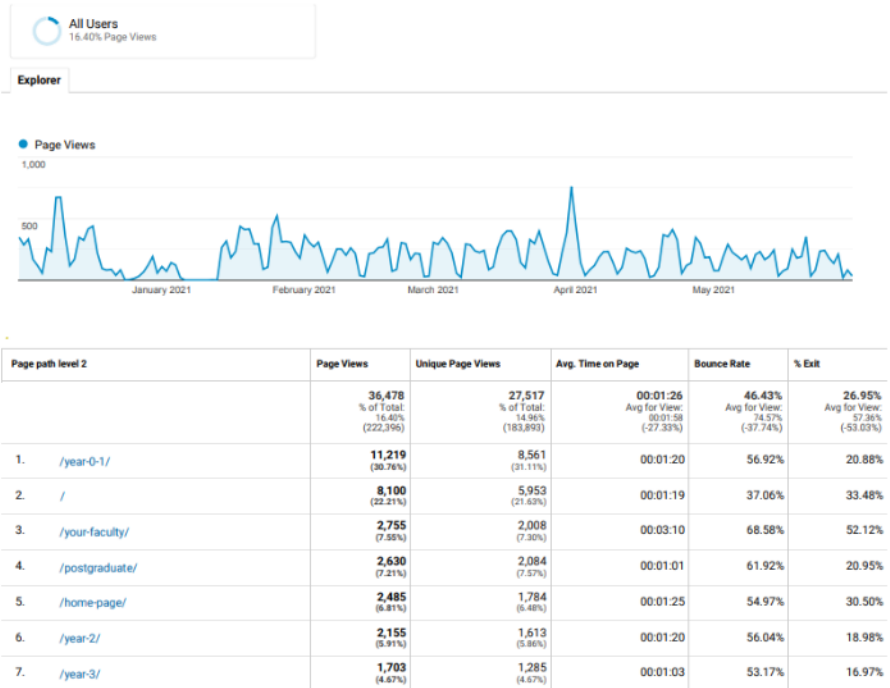 All Users
16.40% Page Views
Explorer
Page Views
1,000
500
January 2021 February 2021 March 2021 April 2021 May 2021
Page path level 2 Page Views Unique Page Views Avg. Time on Page Bounce Rate % Exit
36,478 27,517 00:01:26 46.43% 26.95%
% of Total: % of Total: Avg for View: Avg for View: Avg for View:
16.40% 14.96% 00:01:58 74.57% 57.36%
(222,396) (183,893) (-27.33%) (-37.74%) (-53.03%)
1. /year-0-1/ 11,219 8,561 00:01:20 56.92% 20.88%
(30.76%) (31.11%)
2. / 8,100 5,953 00:01:19 37.06% 33.48%
(22.21%) (21.63%)
3. /your-faculty/ 2,755 2,008 00:03:10 68.58% 52.12%
(7.55%) (7.30%)
4. /postgraduate/ 2,630 2,084 00:01:01 61.92% 20.95%
(7.21%) (7.57%)
5. /home-page/ 2,485 1,784 00:01:25 54.97% 30.50%
(6.81%) (6.48%)
6. /year-2/ 2,155 1,613 00:01:20 56.04% 18.98%
(5.91%) (5.86%)
7. /year-3/ 1,703 1,285 00:01:03 53.17% 16.97%
(4.67%) (4.67%)